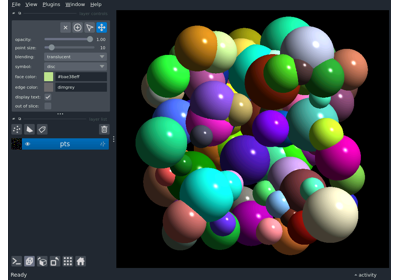 File View Plugins Window Help
opacity: 1.00
point size: 10
blending: translucent
symbol: disc
face color: #bae38eff
edge color: dimgrey
display text:
out of slice:
pts
Ready
activity